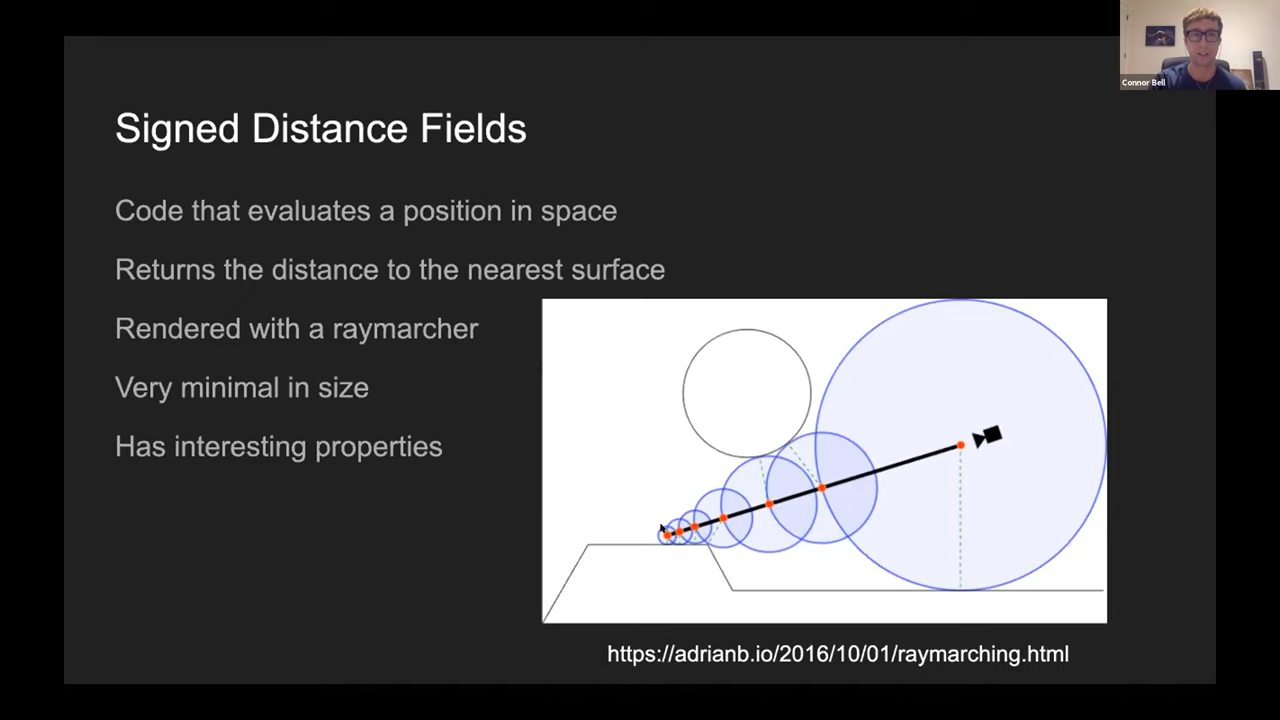 Connor Bell
Signed Distance Fields
Code that evaluates a position in space
Returns the distance to the nearest surface
Rendered with a raymarcher
Very minimal in size
Has interesting properties
https://adrianb.io/2016/10/01/raymarching.html